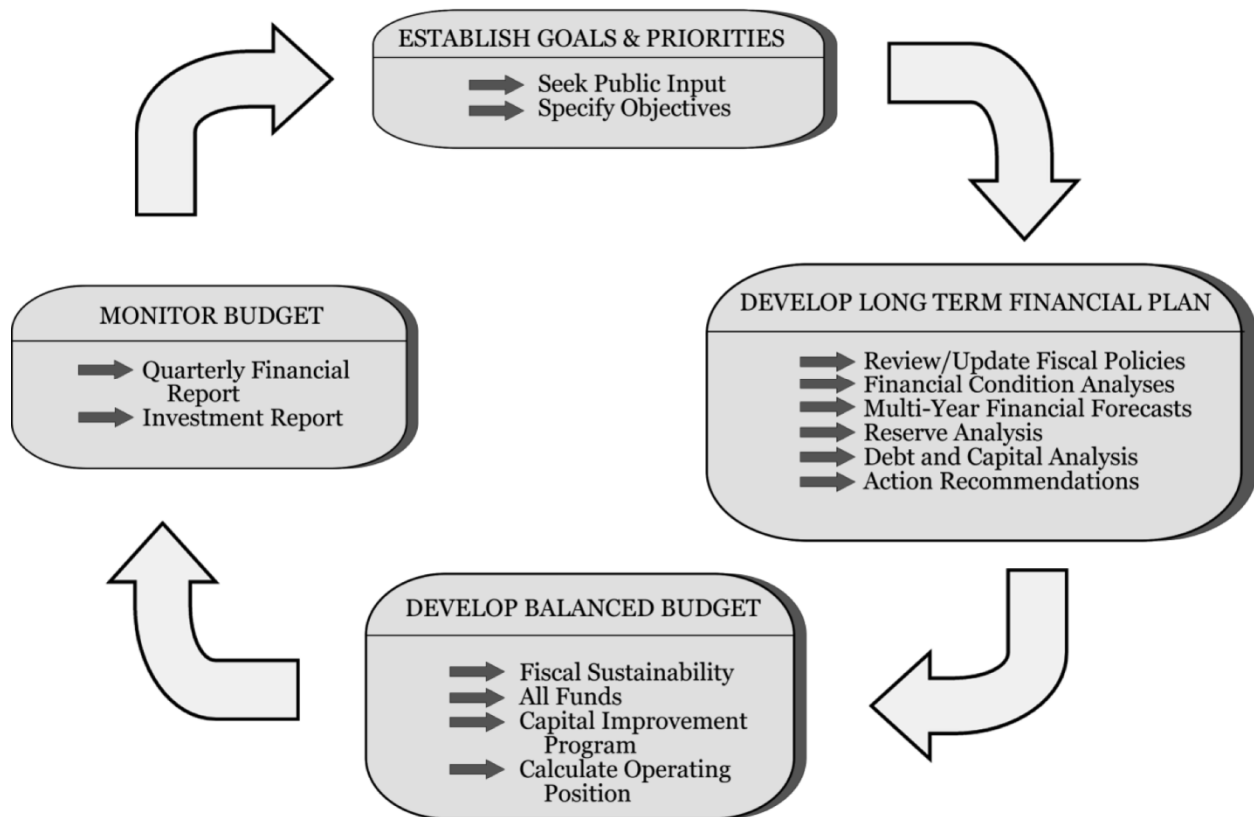 ESTABLISH GOALS & PRIORITIES
Seek Public Input
Specify Objectives
DEVELOP LONG TERM FINANCIAL PLAN
Review/Update Fiscal Policies
Financial Condition Analyses
Multi-Year Financial Forecasts
Reserve Analysis
Debt and Capital Analysis
Action Recommendations
DEVELOP BALANCED BUDGET
Fiscal Sustainability
All Funds
Capital Improvement
Program
Calculate Operating
Position
MONITOR BUDGET
Quarterly Financial
Report
Investment Report